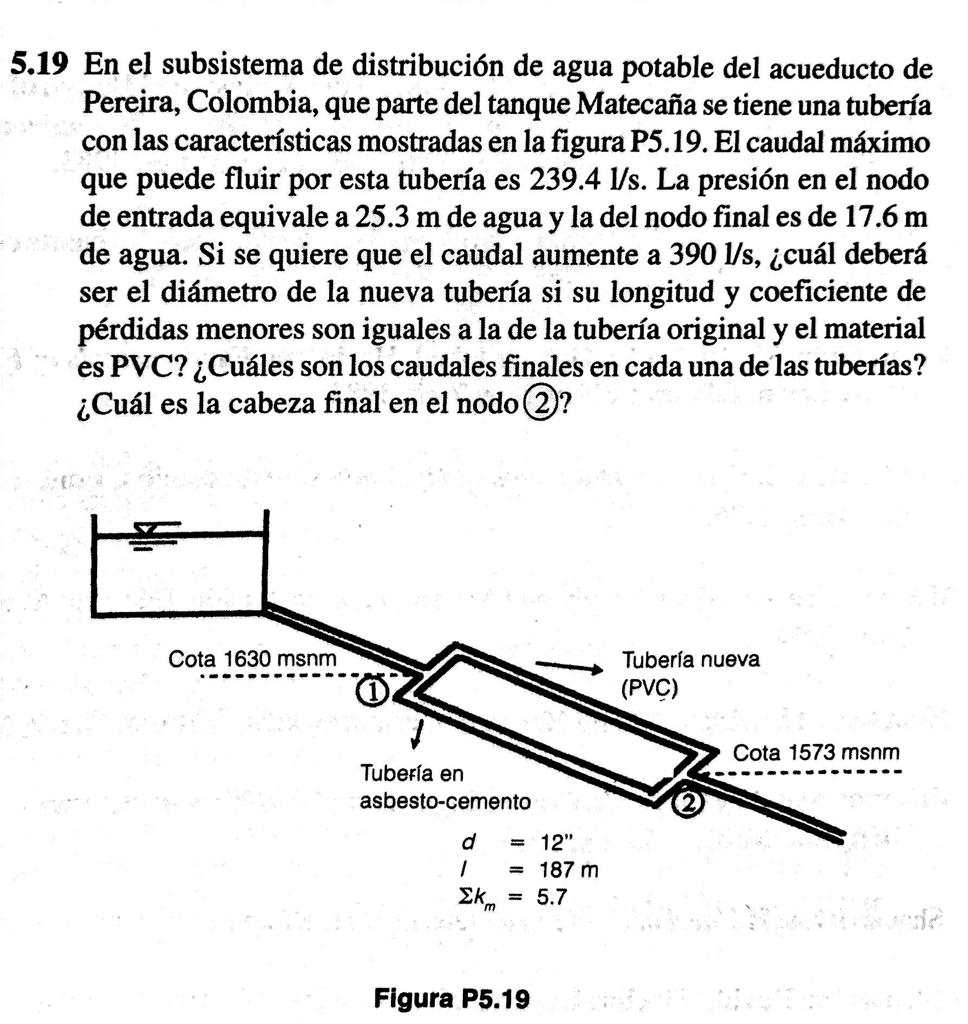 5.19 En el subsistema de distribución de agua potable del acueducto de
Pereira, Colombia, que parte del tanque Matecaña se tiene una tubería
con las características mostradas en la figura P5.19. El caudal máximo
que puede fluir por esta tubería es 239.4 l/s. La presión en el nodo
de entrada equivale a 25.3 m de agua y la del nodo final es de 17.6 m
de agua. Si se quiere que el caudal aumente a 390 l/s, ¿cuál deberá
ser el diámetro de la nueva tubería si su longitud y coeficiente de
pérdidas menores son iguales a la de la tubería original y el material
es PVC? ¿Cuáles son los caudales finales en cada una de las tuberías?
¿Cuál es la cabeza final en el nodo ②?
Cota 1630 msnm
①
Tubería nueva
(PVC)
Cota 1573 msnm
Tubería en
asbesto-cemento
②
d = 12"
l = 187 m
Σkₘ = 5.7
Figura P5.19